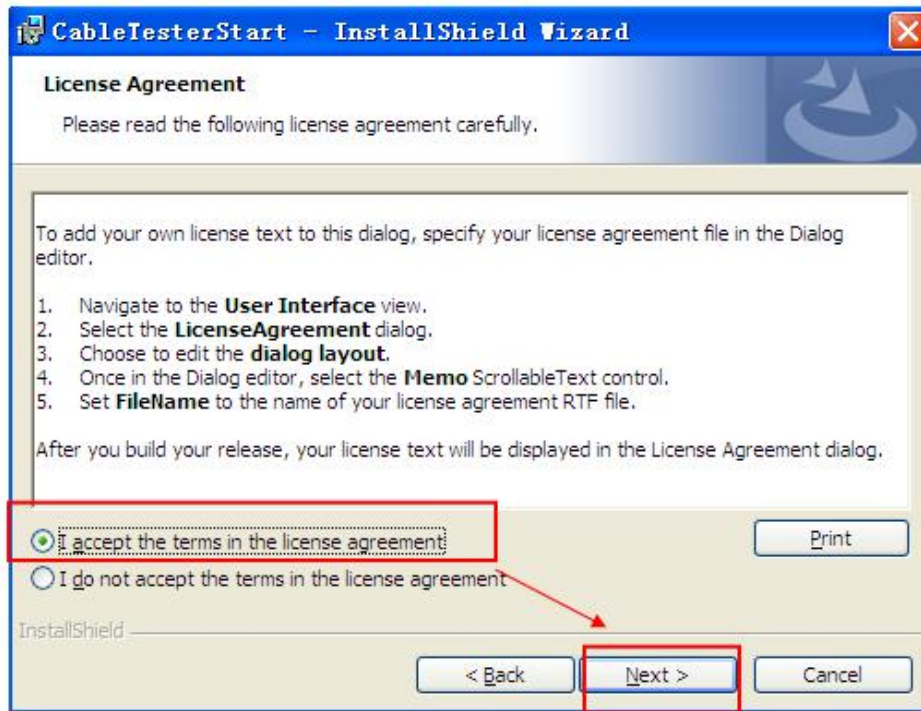 CableTesterStart - InstallShield Wizard
License Agreement
Please read the following license agreement carefully.
To add your own license text to this dialog, specify your license agreement file in the Dialog
editor.
1. Navigate to the User Interface view.
2. Select the LicenseAgreement dialog.
3. Choose to edit the dialog layout.
4. Once in the Dialog editor, select the Memo ScrollableText control.
5. Set FileName to the name of your license agreement RTF file.
After you build your release, your license text will be displayed in the License Agreement dialog.
I accept the terms in the license agreement
Print
I do not accept the terms in the license agreement
InstallShield
< Back
Next >
Cancel